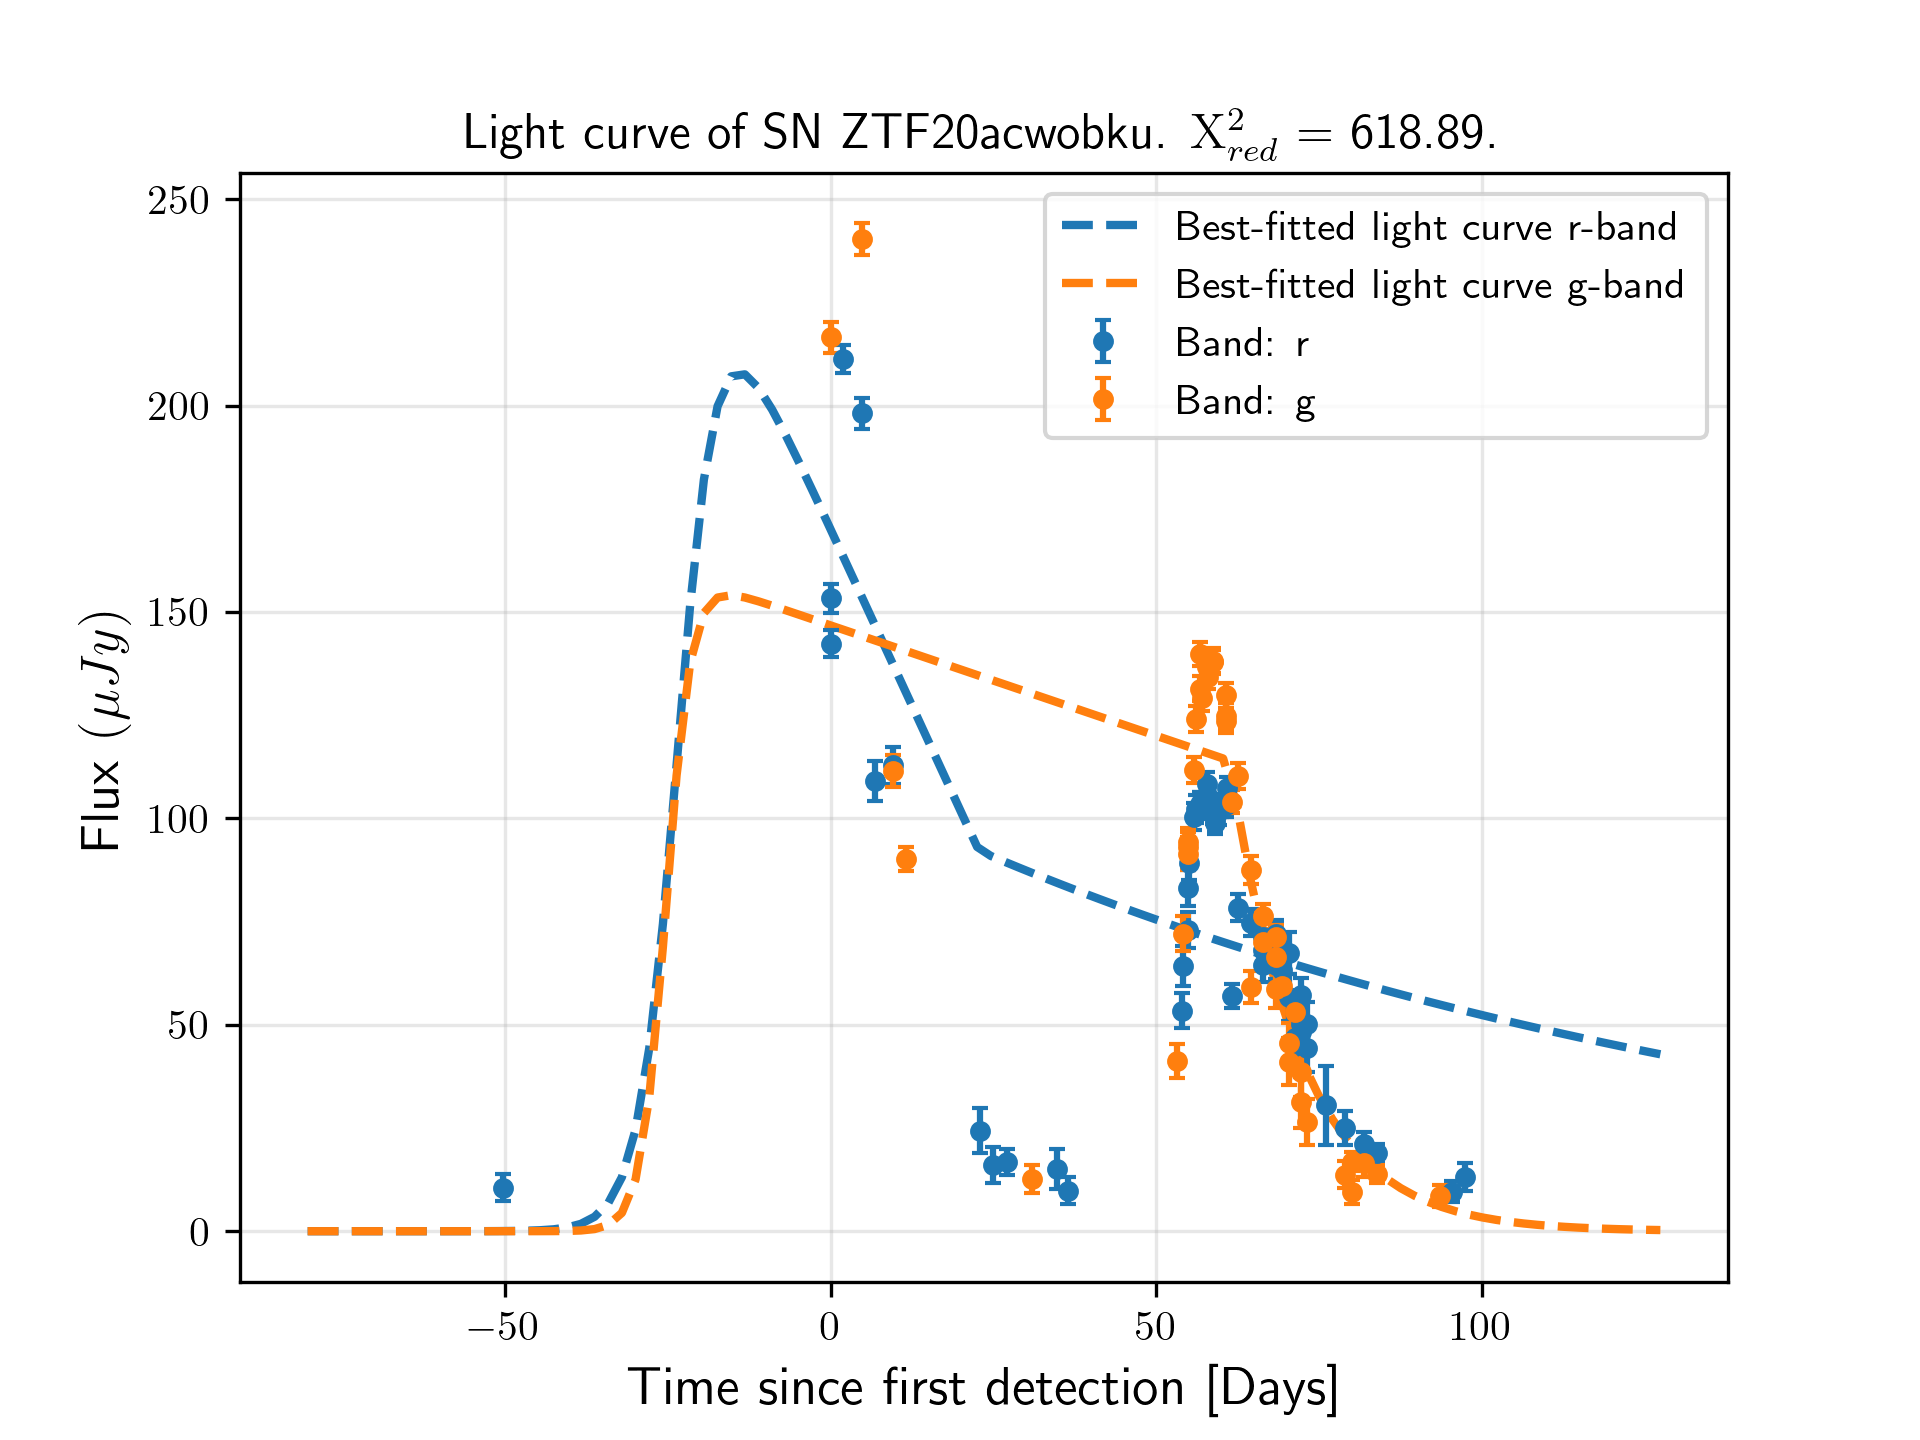 Light curve of SN ZTF20acwobku. X²_red = 618.89.
250
200
150
100
50
0
Flux (μJy)
Best-fitted light curve r-band
Best-fitted light curve g-band
Band: r
Band: g
−50 0 50 100
Time since first detection [Days]